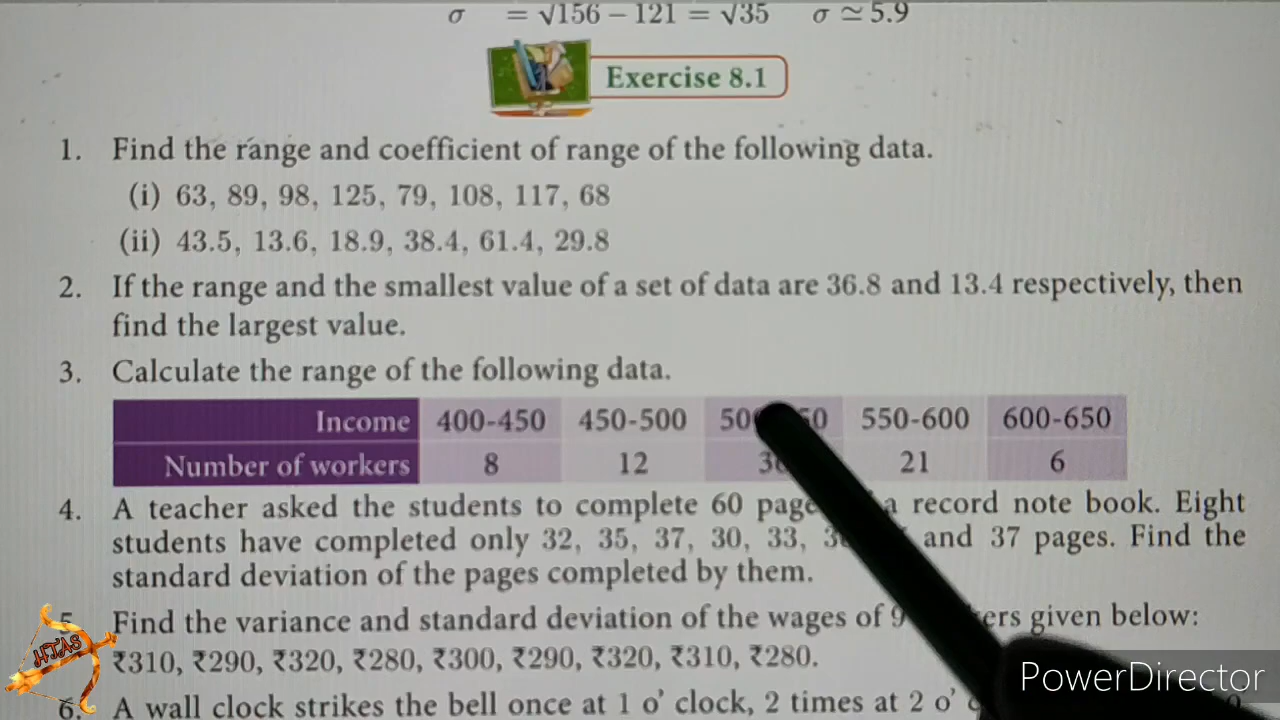 σ = √156 − 121 = √35 σ ≃ 5.9
Exercise 8.1
1. Find the range and coefficient of range of the following data.
(i) 63, 89, 98, 125, 79, 108, 117, 68
(ii) 43.5, 13.6, 18.9, 38.4, 61.4, 29.8
2. If the range and the smallest value of a set of data are 36.8 and 13.4 respectively, then
find the largest value.
3. Calculate the range of the following data.
Income 400-450 450-500 550-600 600-650
Number of workers 8 12 21 6
4. A teacher asked the students to complete 60 a record note book. Eight
students have completed only 32, 35, 37, 30, 33, and 37 pages. Find the
standard deviation of the pages completed by them.
5. Find the variance and standard deviation of the wages of 9 given below:
₹310, ₹290, ₹320, ₹280, ₹300, ₹290, ₹320, ₹310, ₹280.
6. A wall clock strikes the bell once at 1 o' clock, 2 times at 2 o'
HTAS
PowerDirector